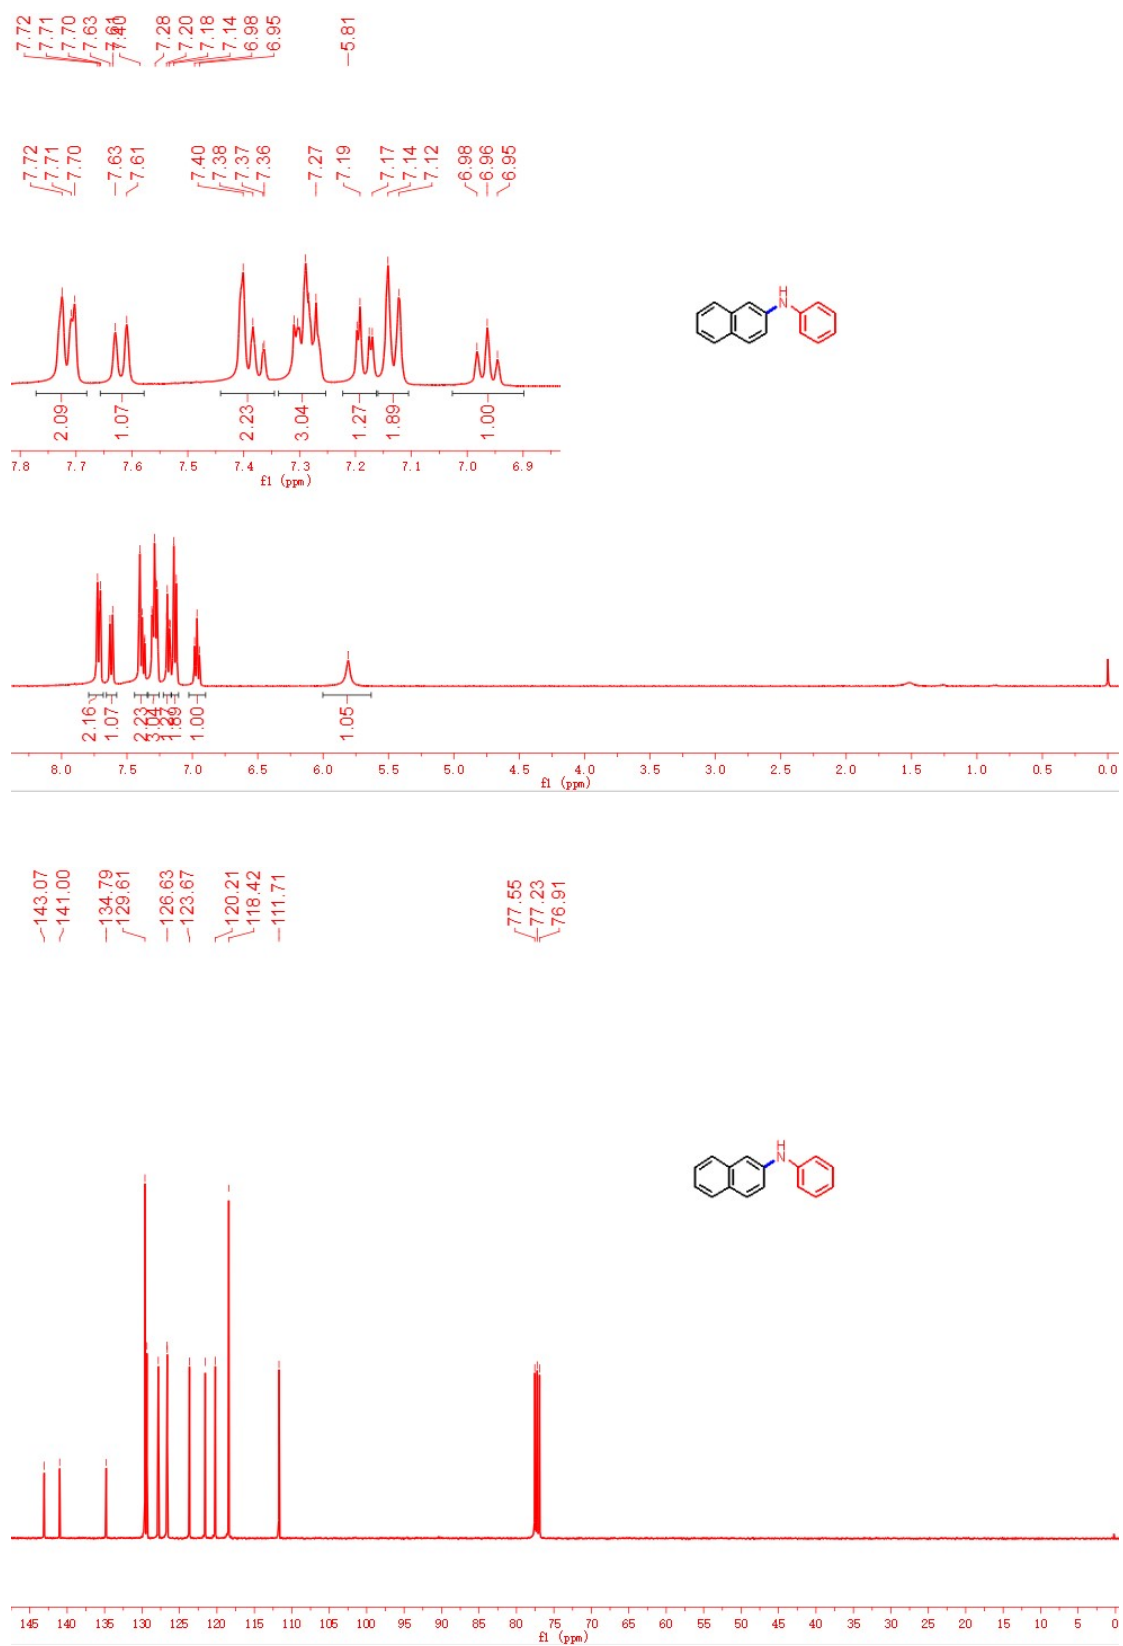 7.72 7.71 7.70 7.63 7.61 7.40 7.28 7.20 7.18 7.14 6.98 6.95 5.81
7.72 7.71 7.70 7.63 7.61 7.40 7.38 7.37 7.36 7.27 7.19 7.17 7.14 7.12 6.98 6.96 6.95
H
N
2.09 1.07 2.23 3.04 1.27 1.89 1.00
7.8 7.7 7.6 7.5 7.4 7.3 7.2 7.1 7.0 6.9
f1 (ppm)
2.16 1.07 2.23 3.04 1.27 1.89 1.00 1.05
8.0 7.5 7.0 6.5 6.0 5.5 5.0 4.5 4.0 3.5 3.0 2.5 2.0 1.5 1.0 0.5 0.0
f1 (ppm)
143.07 141.00 134.79 129.61 126.63 123.67 120.21 118.42 111.71 77.55 77.23 76.91
H
N
145 140 135 130 125 120 115 110 105 100 95 90 85 80 75 70 65 60 55 50 45 40 35 30 25 20 15 10 5 0
f1 (ppm)